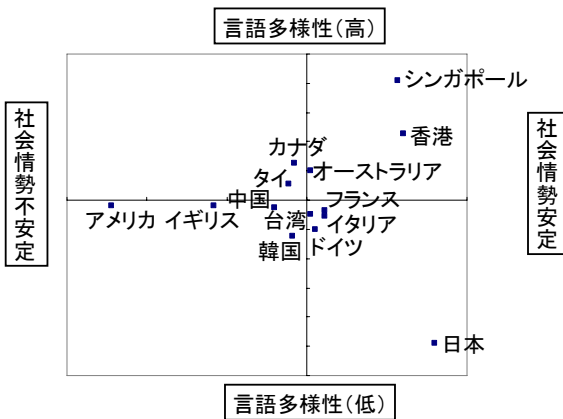 言語多様性(高)
シンガポール
社会情勢不安定
社会情勢安定
香港
カナダ
オーストラリア
タイ
中国
フランス
アメリカ
イギリス
台湾
イタリア
韓国
ドイツ
日本
言語多様性(低)